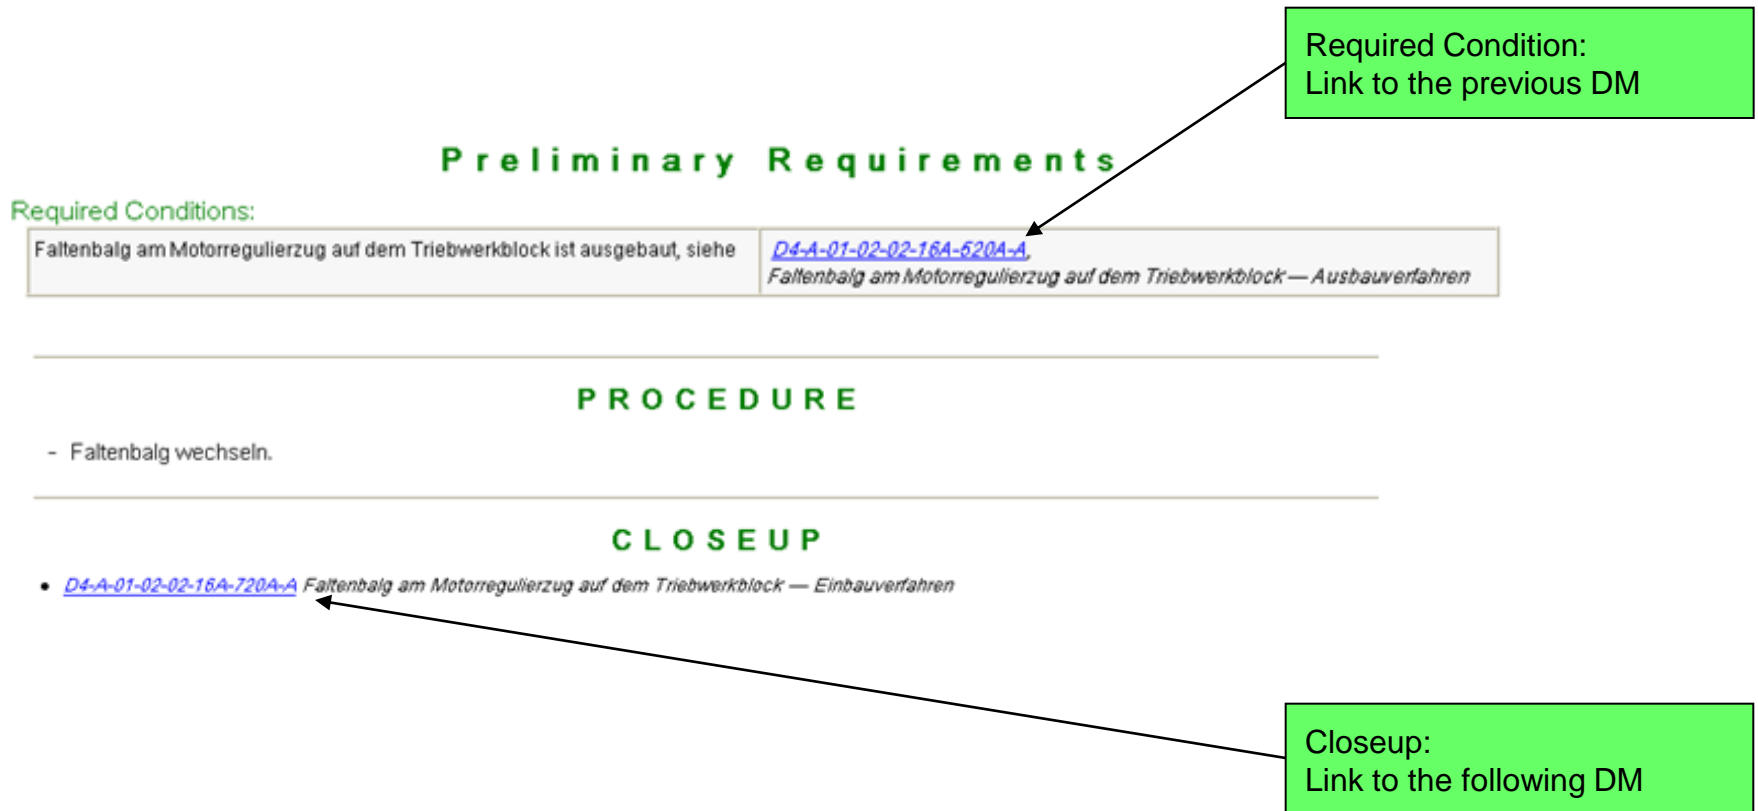 Required Condition:
Link to the previous DM
Preliminary Requirements
Required Conditions:
Faltenbalg am Motorregulierzug auf dem Triebwerkblock ist ausgebaut, siehe
D4-A-01-02-02-16A-520A-A,
Faltenbalg am Motorregulierzug auf dem Triebwerkblock — Ausbauverfahren
PROCEDURE
- Faltenbalg wechseln.
CLOSEUP
• D4-A-01-02-02-16A-720A-A Faltenbalg am Motorregulierzug auf dem Triebwerkblock — Einbauverfahren
Closeup:
Link to the following DM